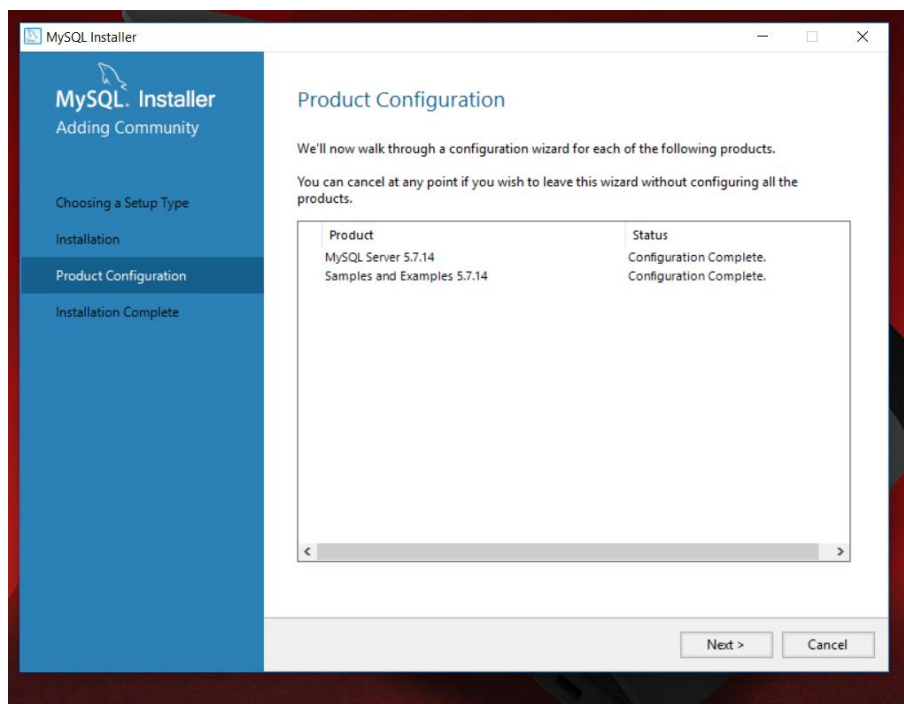 MySQL Installer
MySQL. Installer
Adding Community
Choosing a Setup Type
Installation
Product Configuration
Installation Complete
Product Configuration
We'll now walk through a configuration wizard for each of the following products.
You can cancel at any point if you wish to leave this wizard without configuring all the
products.
Product Status
MySQL Server 5.7.14 Configuration Complete.
Samples and Examples 5.7.14 Configuration Complete.
Next > Cancel